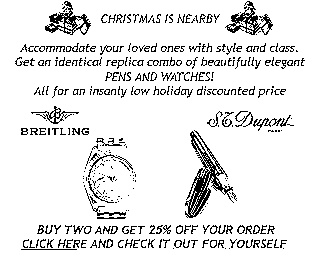 CHRISTMAS IS NEARBY
Accommodate your loved ones with style and class.
Get an identical replica combo of beautifully elegant
PENS AND WATCHES!
All for an insanly low holiday discounted price
BREITLING
S.T. Dupont
PARIS
BUY TWO AND GET 25% OFF YOUR ORDER
CLICK HERE AND CHECK IT OUT FOR YOURSELF